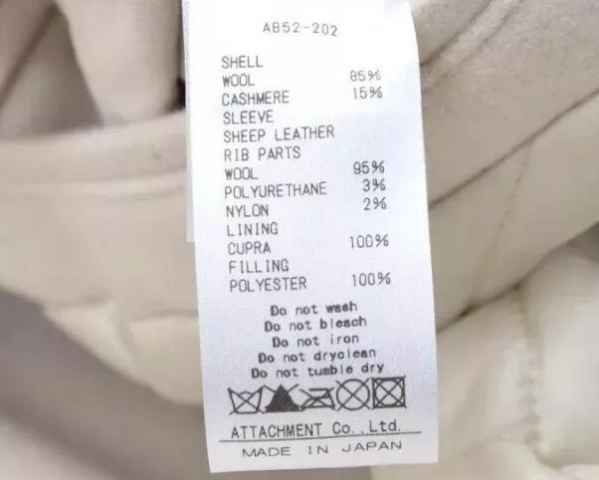 AB52-202
SHELL
WOOL 85%
CASHMERE 15%
SLEEVE
SHEEP LEATHER
RIB PARTS
WOOL 95%
POLYURETHANE 3%
NYLON 2%
LINING
CUPRA 100%
FILLING
POLYESTER 100%
Do not wash
Do not bleach
Do not iron
Do not dryclean
Do not tumble dry
ATTACHMENT Co.,Ltd.
MADE IN JAPAN